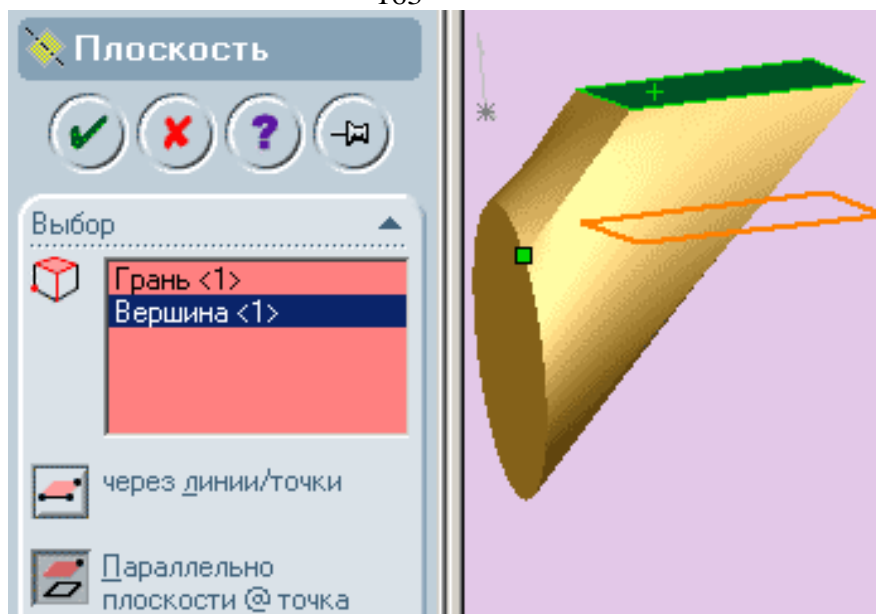 Плоскость
?
Выбор
Грань <1>
Вершина <1>
через линии/точки
Параллельно
плоскости @ точка